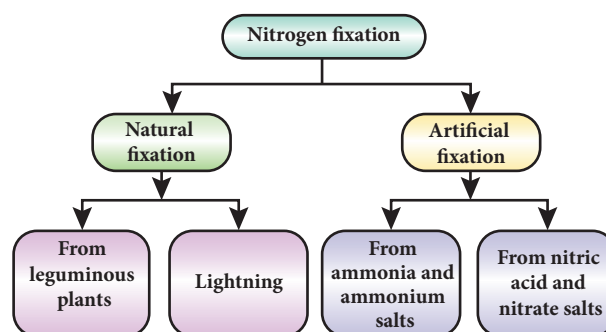 Nitrogen fixation
Natural
fixation
Artificial
fixation
From
leguminous
plants
Lightning
From
ammonia and
ammonium
salts
From nitric
acid and
nitrate salts